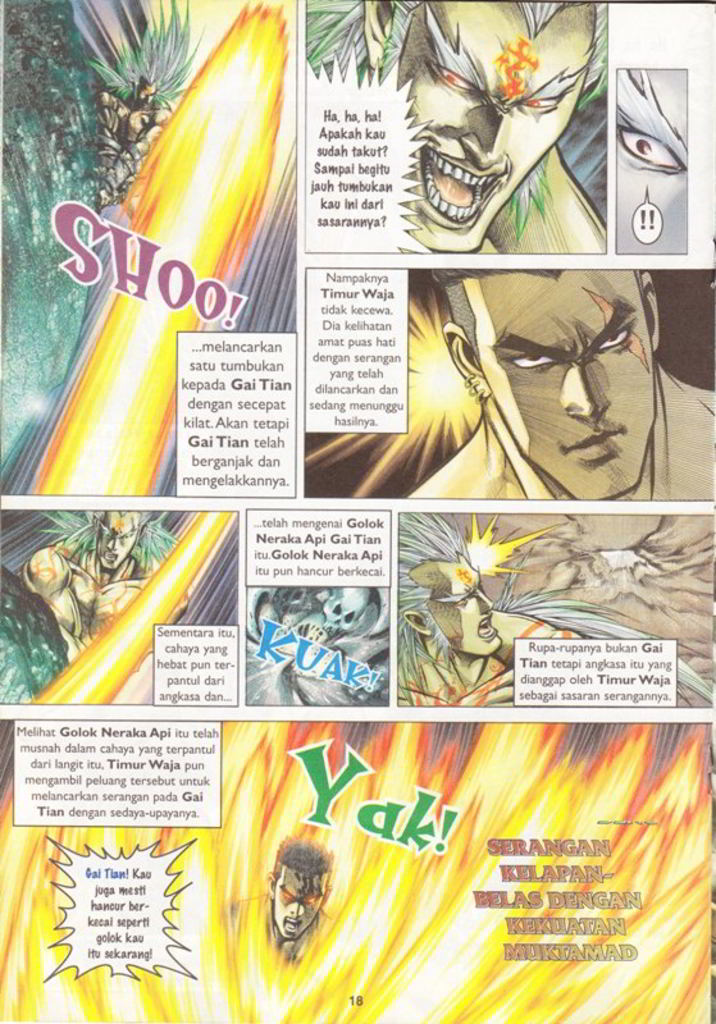 Ha, ha, ha!
Apakah kau
sudah takut?
Sampai begitu
jauh tumbukan
kau ini dari
sasarannya?
!!
SHOO!
...melancarkan
satu tumbukan
kepada Gai Tian
dengan secepat
kilat. Akan tetapi
Gai Tian telah
berganjak dan
mengelakkannya.
Nampaknya
Timur Waja
tidak kecewa.
Dia kelihatan
amat puas hati
dengan serangan
yang telah
dilancarkan dan
sedang menunggu
hasilnya.
Sementara itu,
cahaya yang
hebat pun ter-
pantul dari
angkasa dan...
...telah mengenai Golok
Neraka Api Gai Tian
itu. Golok Neraka Api
itu pun hancur berkecai.
KUAK!
Rupa-rupanya bukan Gai
Tian tetapi angkasa itu yang
dianggap oleh Timur Waja
sebagai sasaran serangannya.
Melihat Golok Neraka Api itu telah
musnah dalam cahaya yang terpantul
dari langit itu, Timur Waja pun
mengambil peluang tersebut untuk
melancarkan serangan pada Gai
Tian dengan sedaya-upayanya.
Yak!
Gai Tian! Kau
juga mesti
hancur ber-
kecai seperti
golok kau
itu sekarang!
SERANGAN
KELAPAN-
BELAS DENGAN
KEKUATAN
MUKTAMAD
18